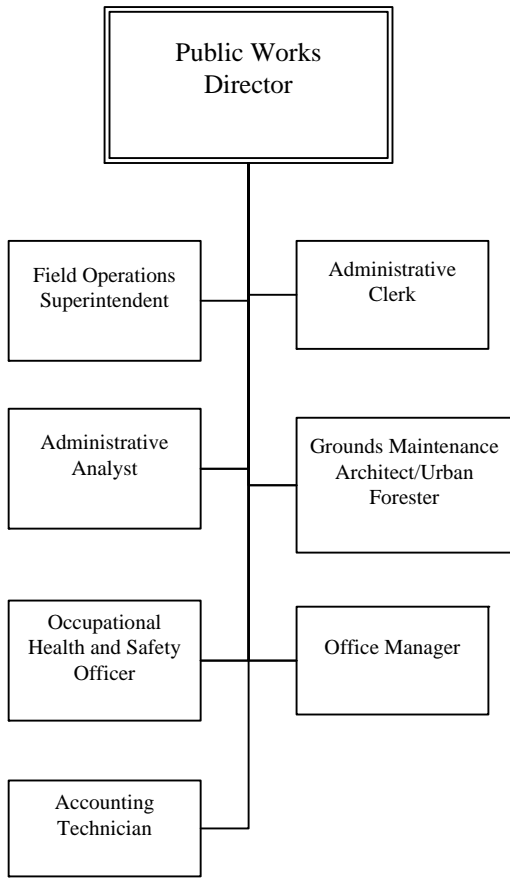 Public Works
Director
Field Operations
Superintendent
Administrative
Clerk
Administrative
Analyst
Grounds Maintenance
Architect/Urban
Forester
Occupational
Health and Safety
Officer
Office Manager
Accounting
Technician